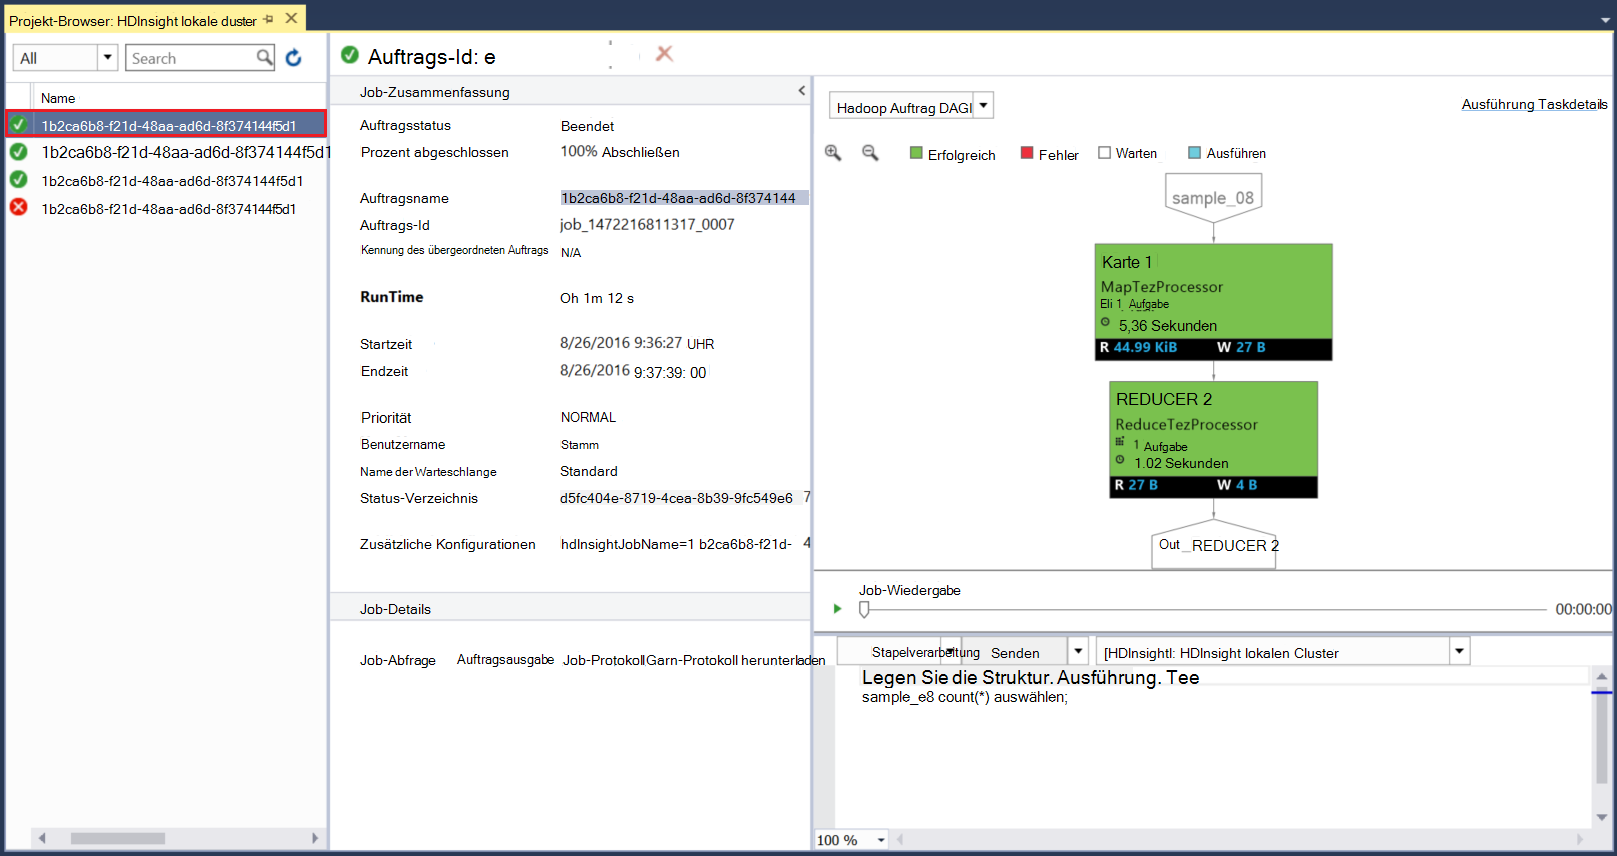 Projekt-Browser: HDInsight lokale duster
All
Search
Name
1b2ca6b8-f21d-48aa-ad6d-8f374144f5d1
1b2ca6b8-f21d-48aa-ad6d-8f374144f5d1
1b2ca6b8-f21d-48aa-ad6d-8f374144f5d1
1b2ca6b8-f21d-48aa-ad6d-8f374144f5d1
Auftrags-Id: e
Job-Zusammenfassung
Auftragsstatus Beendet
Prozent abgeschlossen 100% Abschließen
Auftragsname 1b2ca6b8-f21d-48aa-ad6d-8f374144
Auftrags-Id job_1472216811317_0007
Kennung des übergeordneten Auftrags N/A
RunTime Oh 1m 12 s
Startzeit 8/26/2016 9:36:27 UHR
Endzeit 8/26/2016 9:37:39: 00
Priorität NORMAL
Benutzername Stamm
Name der Warteschlange Standard
Status-Verzeichnis d5fc404e-8719-4cea-8b39-9fc549e6 7
Zusätzliche Konfigurationen hdInsightJobName=1 b2ca6b8-f21d- 4
Job-Details
Job-Abfrage Auftragsausgabe Job-Protokoll Garn-Protokoll herunterladen
Hadoop Auftrag DAGI
Ausführung Taskdetails
Erfolgreich Fehler Warten Ausführen
sample_08
Karte 1
MapTezProcessor
Eli 1 Aufgabe
5,36 Sekunden
R 44.99 KiB W 27 B
REDUCER 2
ReduceTezProcessor
1 Aufgabe
1.02 Sekunden
R 27 B W 4 B
Out_REDUCER 2
Job-Wiedergabe
00:00:00
Stapelverarbeitung Senden [HDInsightl: HDInsight lokalen Cluster
Legen Sie die Struktur. Ausführung. Tee
sample_e8 count(*) auswählen;
100 %